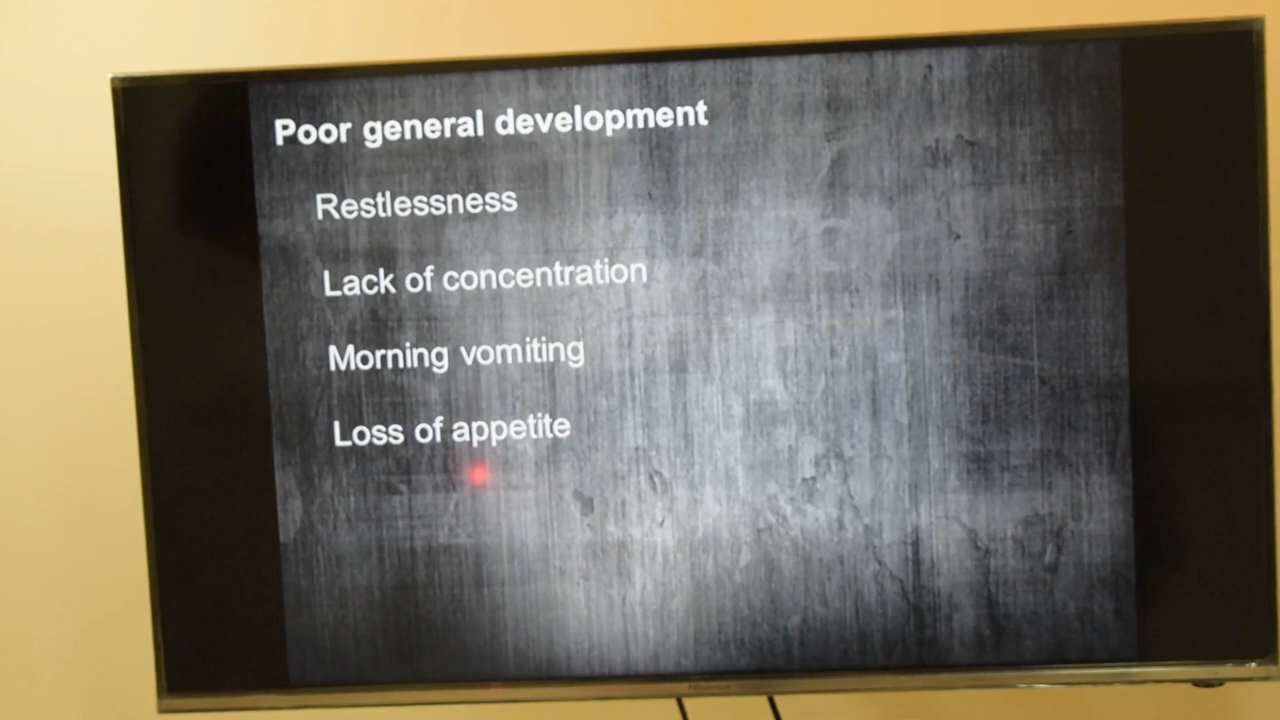 Poor general development
Restlessness
Lack of concentration
Morning vomiting
Loss of appetite